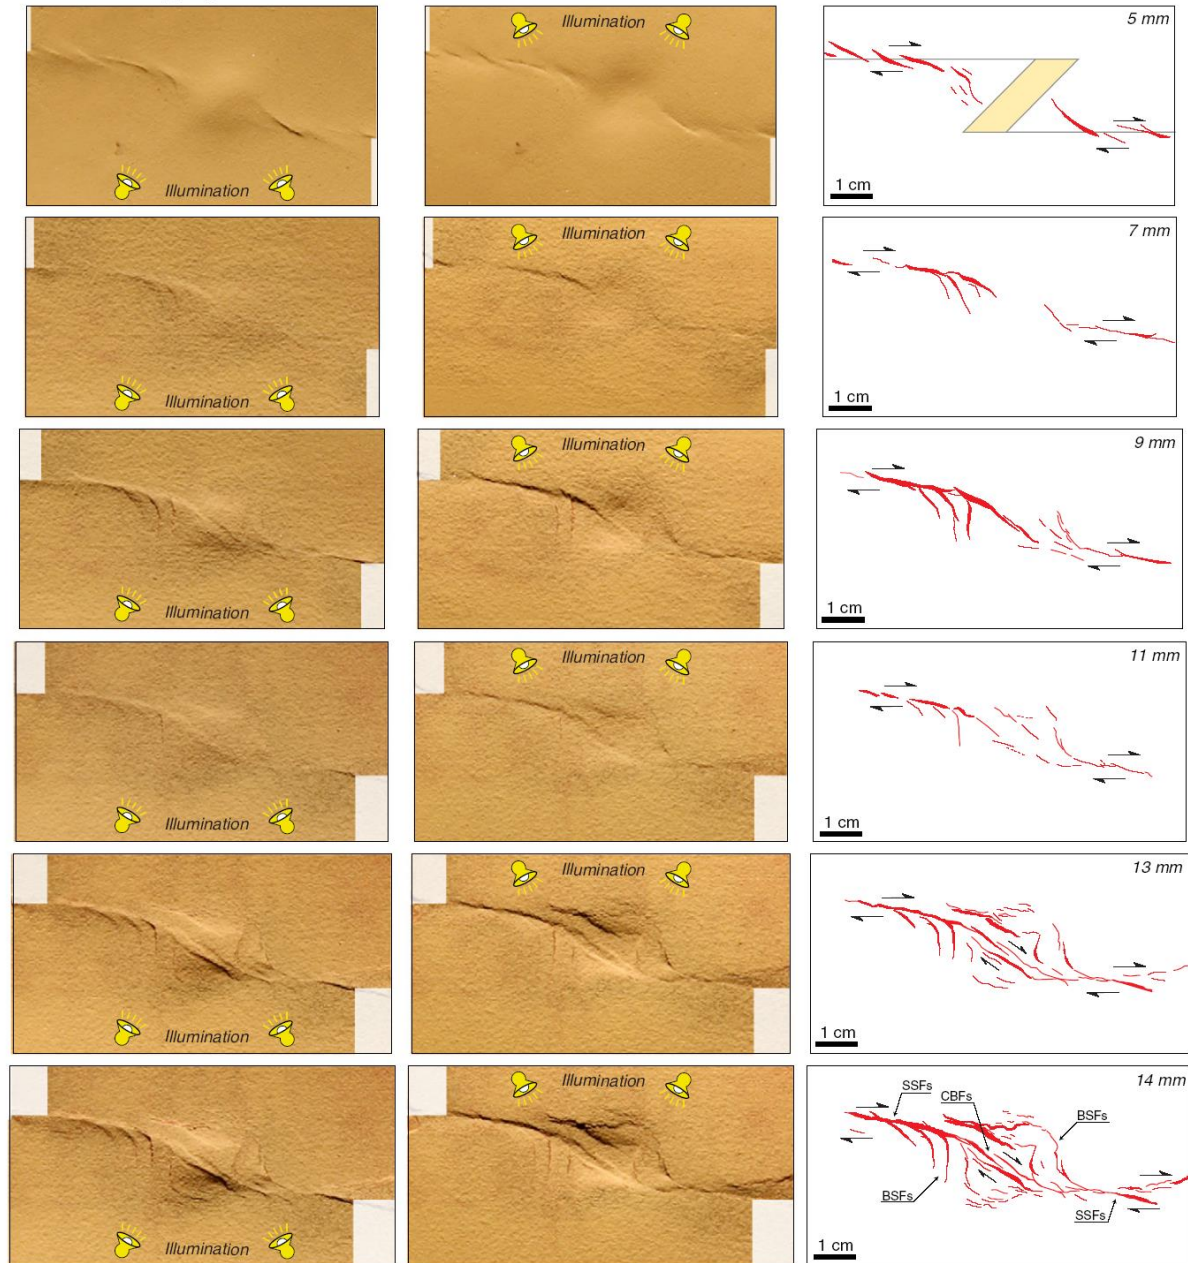 Illumination
Illumination
5 mm
1 cm
Illumination
Illumination
7 mm
1 cm
Illumination
Illumination
9 mm
1 cm
Illumination
Illumination
11 mm
1 cm
Illumination
Illumination
13 mm
1 cm
Illumination
Illumination
14 mm
SSFs
CBFs
BSFs
BSFs
SSFs
1 cm